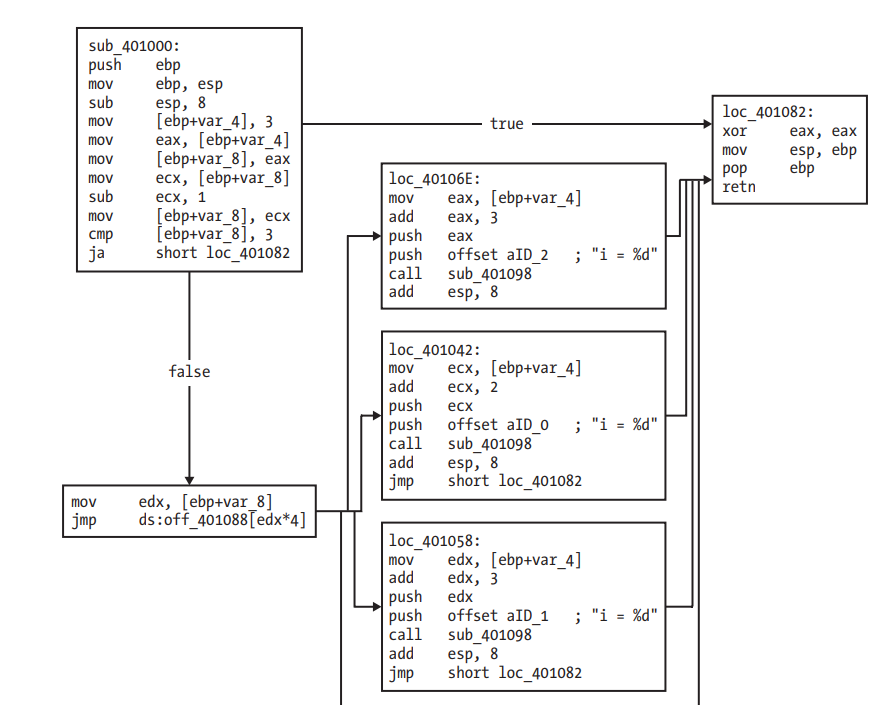 sub_401000:
push ebp
mov ebp, esp
sub esp, 8
mov [ebp+var_4], 3
mov eax, [ebp+var_4]
mov [ebp+var_8], eax
mov ecx, [ebp+var_8]
sub ecx, 1
mov [ebp+var_8], ecx
cmp [ebp+var_8], 3
ja short loc_401082
true
loc_401082:
xor eax, eax
mov esp, ebp
pop ebp
retn
loc_40106E:
mov eax, [ebp+var_4]
add eax, 3
push eax
push offset aID_2 ; "i = %d"
call sub_401098
add esp, 8
false
loc_401042:
mov ecx, [ebp+var_4]
add ecx, 2
push ecx
push offset aID_0 ; "i = %d"
call sub_401098
add esp, 8
jmp short loc_401082
mov edx, [ebp+var_8]
jmp ds:off_401088[edx*4]
loc_401058:
mov edx, [ebp+var_4]
add edx, 3
push edx
push offset aID_1 ; "i = %d"
call sub_401098
add esp, 8
jmp short loc_401082